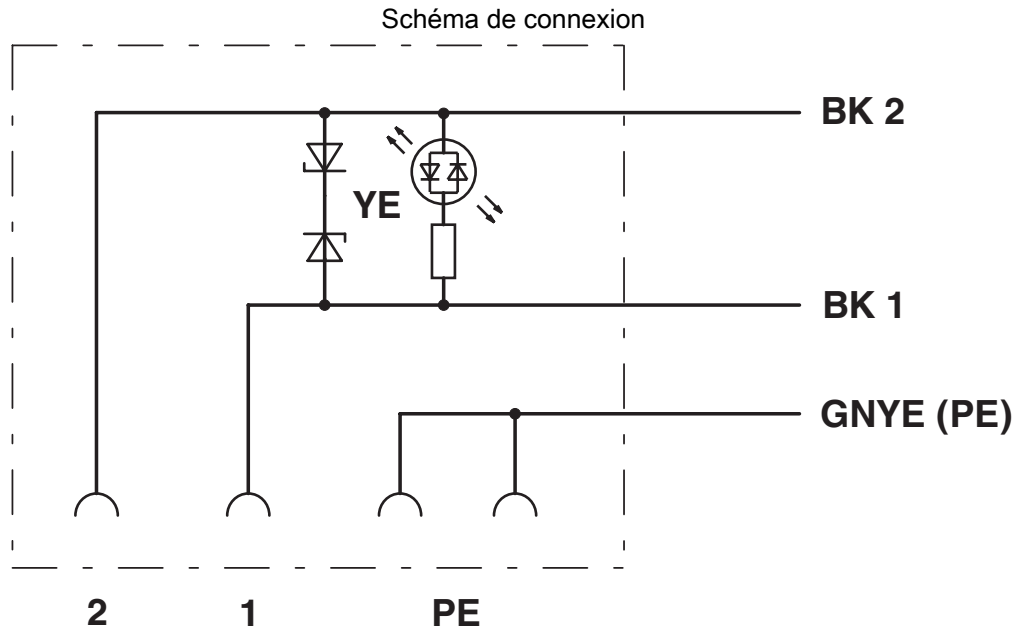 Schéma de connexion
BK 2
YE
BK 1
GNYE (PE)
2 1 PE